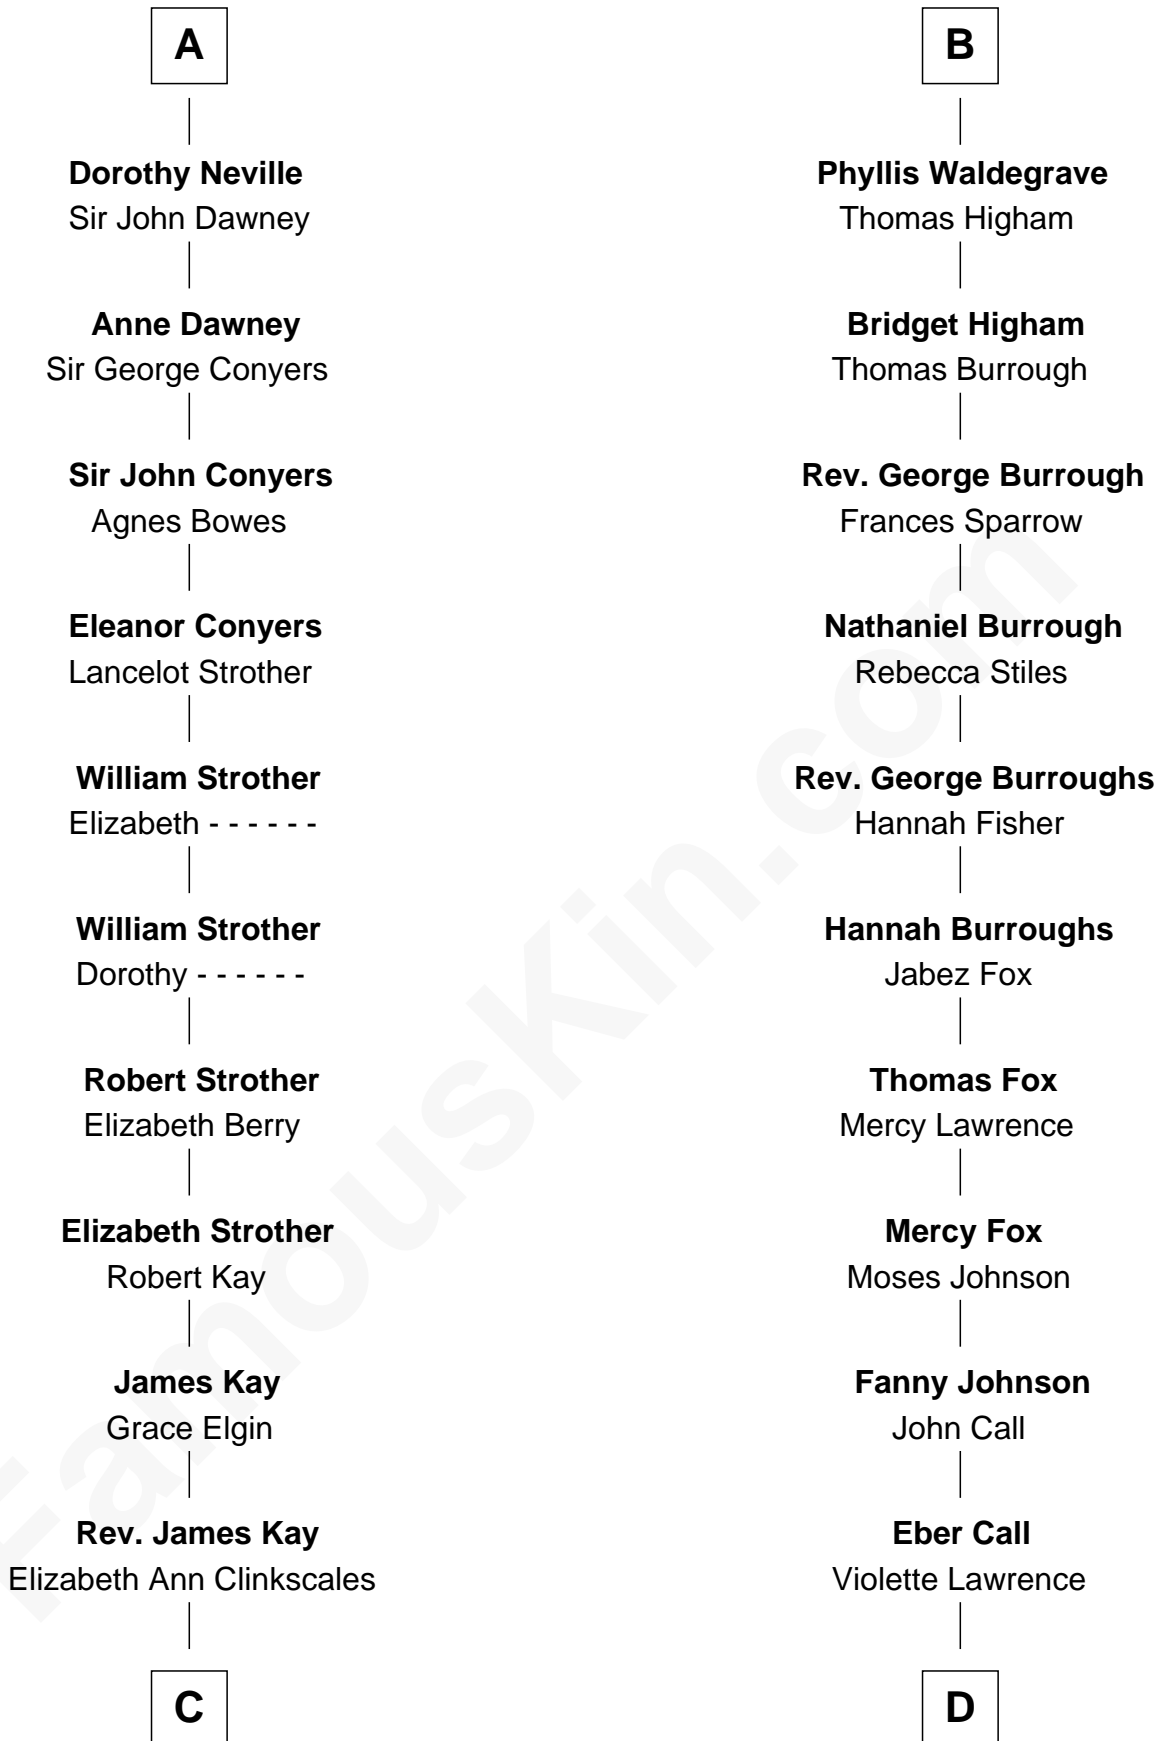 A
Dorothy Neville
Sir John Dawney
Anne Dawney
Sir George Conyers
Sir John Conyers
Agnes Bowes
Eleanor Conyers
Lancelot Strother
William Strother
Elizabeth - - - - - -
William Strother
Dorothy - - - - - -
Robert Strother
Elizabeth Berry
Elizabeth Strother
Robert Kay
James Kay
Grace Elgin
Rev. James Kay
Elizabeth Ann Clinkscales
C
B
Phyllis Waldegrave
Thomas Higham
Bridget Higham
Thomas Burrough
Rev. George Burrough
Frances Sparrow
Nathaniel Burrough
Rebecca Stiles
Rev. George Burroughs
Hannah Fisher
Hannah Burroughs
Jabez Fox
Thomas Fox
Mercy Lawrence
Mercy Fox
Moses Johnson
Fanny Johnson
John Call
Eber Call
Violette Lawrence
D
FamousKin.com